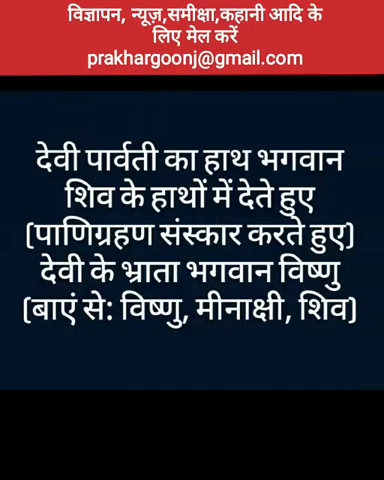 विज्ञापन, न्यूज़,समीक्षा,कहानी आदि के
लिए मेल करें
prakhargoonj@gmail.com
देवी पार्वती का हाथ भगवान
शिव के हाथों में देते हुए
(पाणिग्रहण संस्कार करते हुए)
देवी के भ्राता भगवान विष्णु
(बाएं से: विष्णु, मीनाक्षी, शिव)